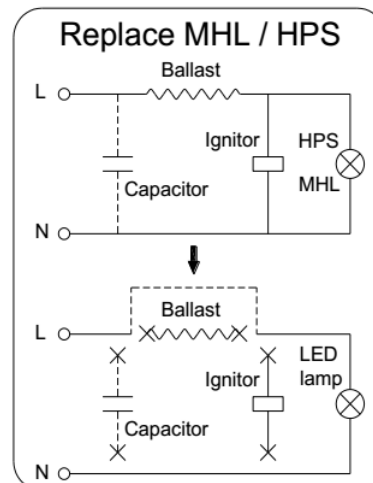 Replace MHL / HPS
Ballast
L
Ignitor
HPS
MHL
Capacitor
N
Ballast
L
LED
lamp
Ignitor
Capacitor
N